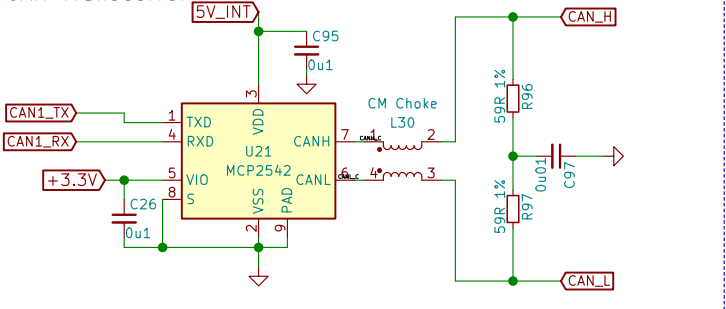 5V_INT
C95
0u1
CAN_H
CAN1_TX
CAN1_RX
+3.3V
C26
0u1
1
4
5
8
3
TXD
RXD
VIO
S
VDD
U21
MCP2542
CANH
CANL
VSS
PAD
2
9
7
6
CM Choke
L30
1
2
4
3
59R 1%
R96
0u01
C97
59R 1%
R97
CAN_L